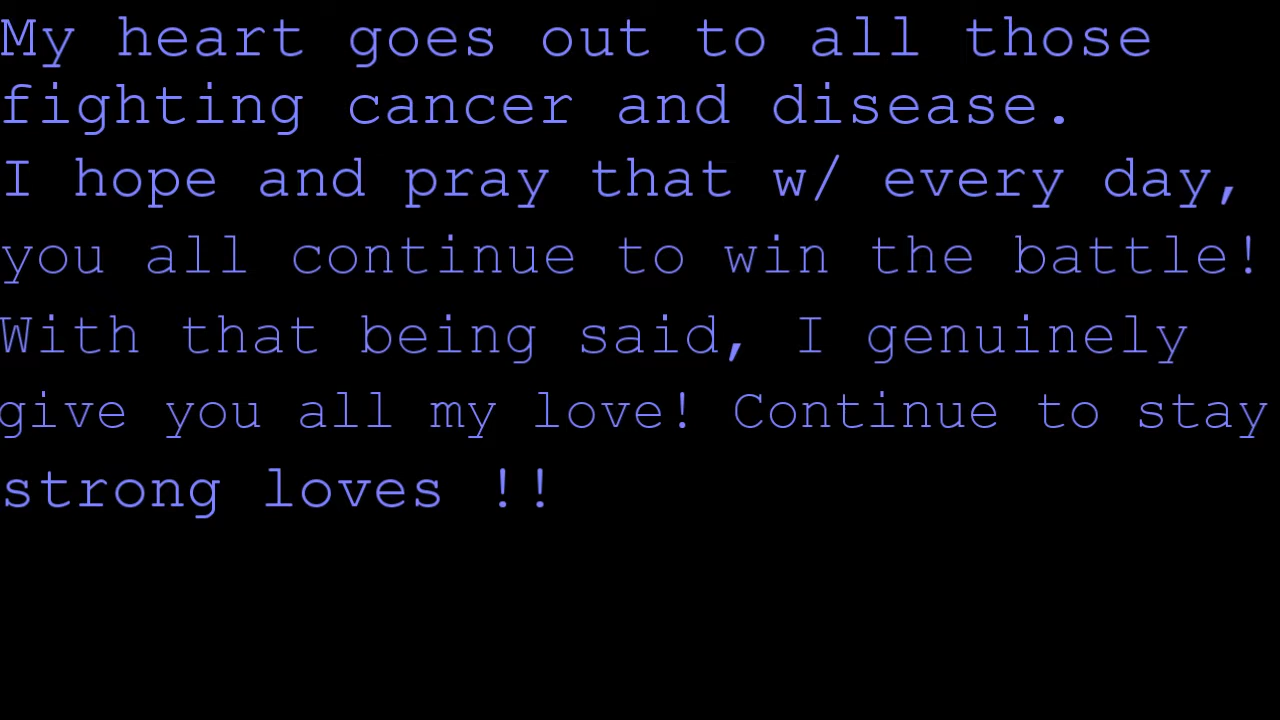 My heart goes out to all those
fighting cancer and disease.
I hope and pray that w/ every day,
you all continue to win the battle!
With that being said, I genuinely
give you all my love! Continue to stay
strong loves !!